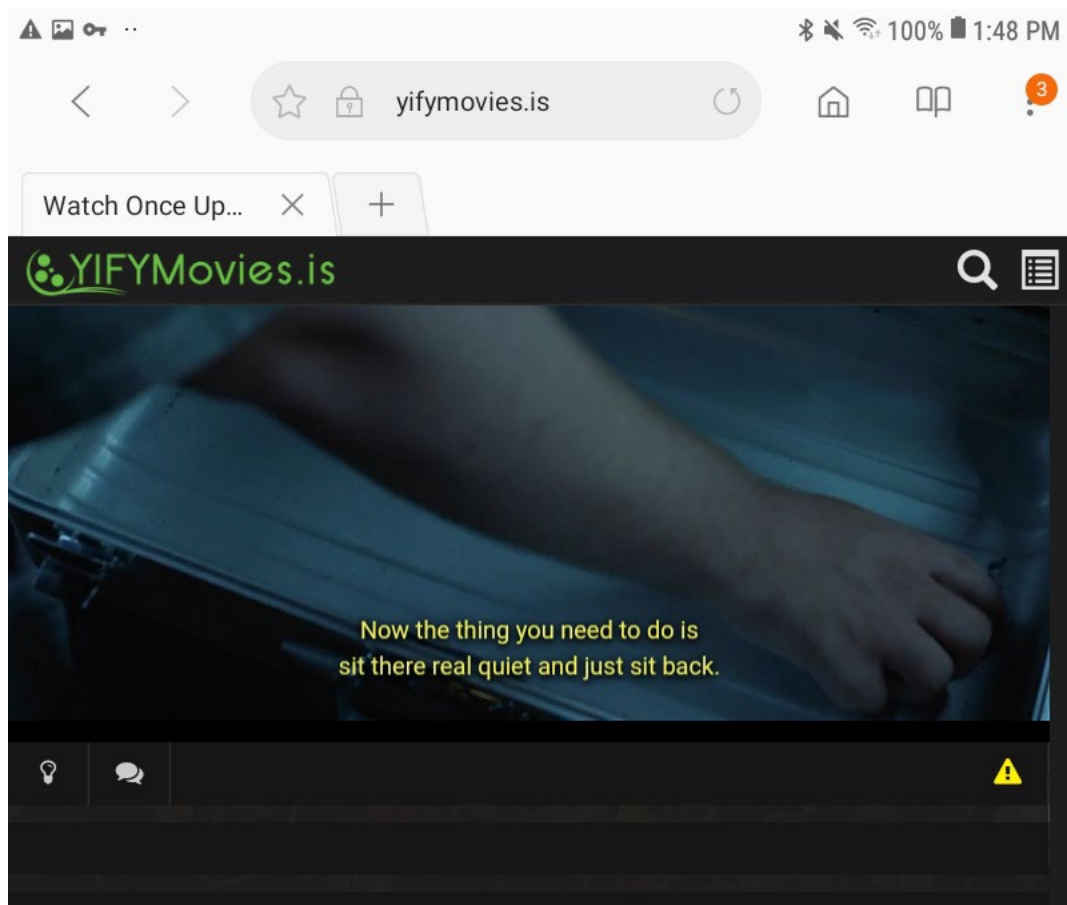 100% 1:48 PM
yifymovies.is
3
Watch Once Up...
YIFYMovies.is
Now the thing you need to do is
sit there real quiet and just sit back.